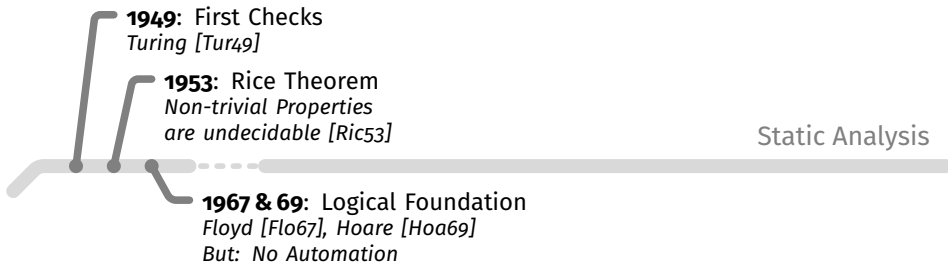 1949: First Checks
Turing [Tur49]
1953: Rice Theorem
Non-trivial Properties
are undecidable [Ric53]
Static Analysis
1967 & 69: Logical Foundation
Floyd [Flo67], Hoare [Hoa69]
But: No Automation